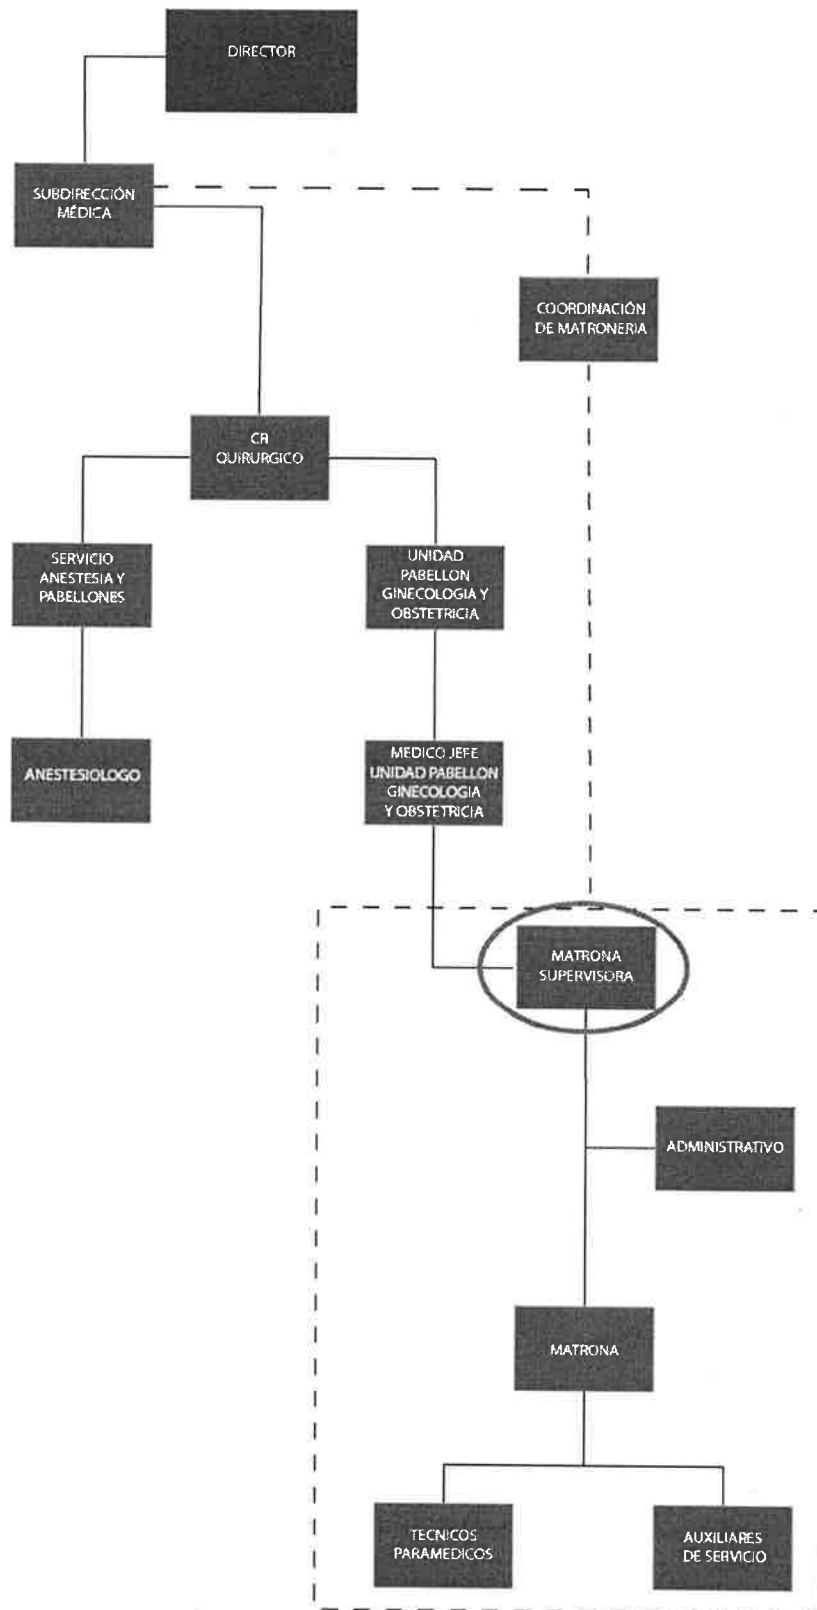 DIRECTOR
SUBDIRECCIÓN
MÉDICA
COORDINACIÓN
DE MATRONERIA
CR
QUIRURGICO
SERVICIO
ANESTESIA Y
PABELLONES
UNIDAD
PABELLON
GINECOLOGIA Y
OBSTETRICIA
ANESTESIOLOGO
MEDICO JEFE
UNIDAD PABELLON
GINECOLOGIA
Y OBSTETRICIA
MATRONA
SUPERVISORA
ADMINISTRATIVO
MATRONA
TECNICOS
PARAMEDICOS
AUXILIARES
DE SERVICIO